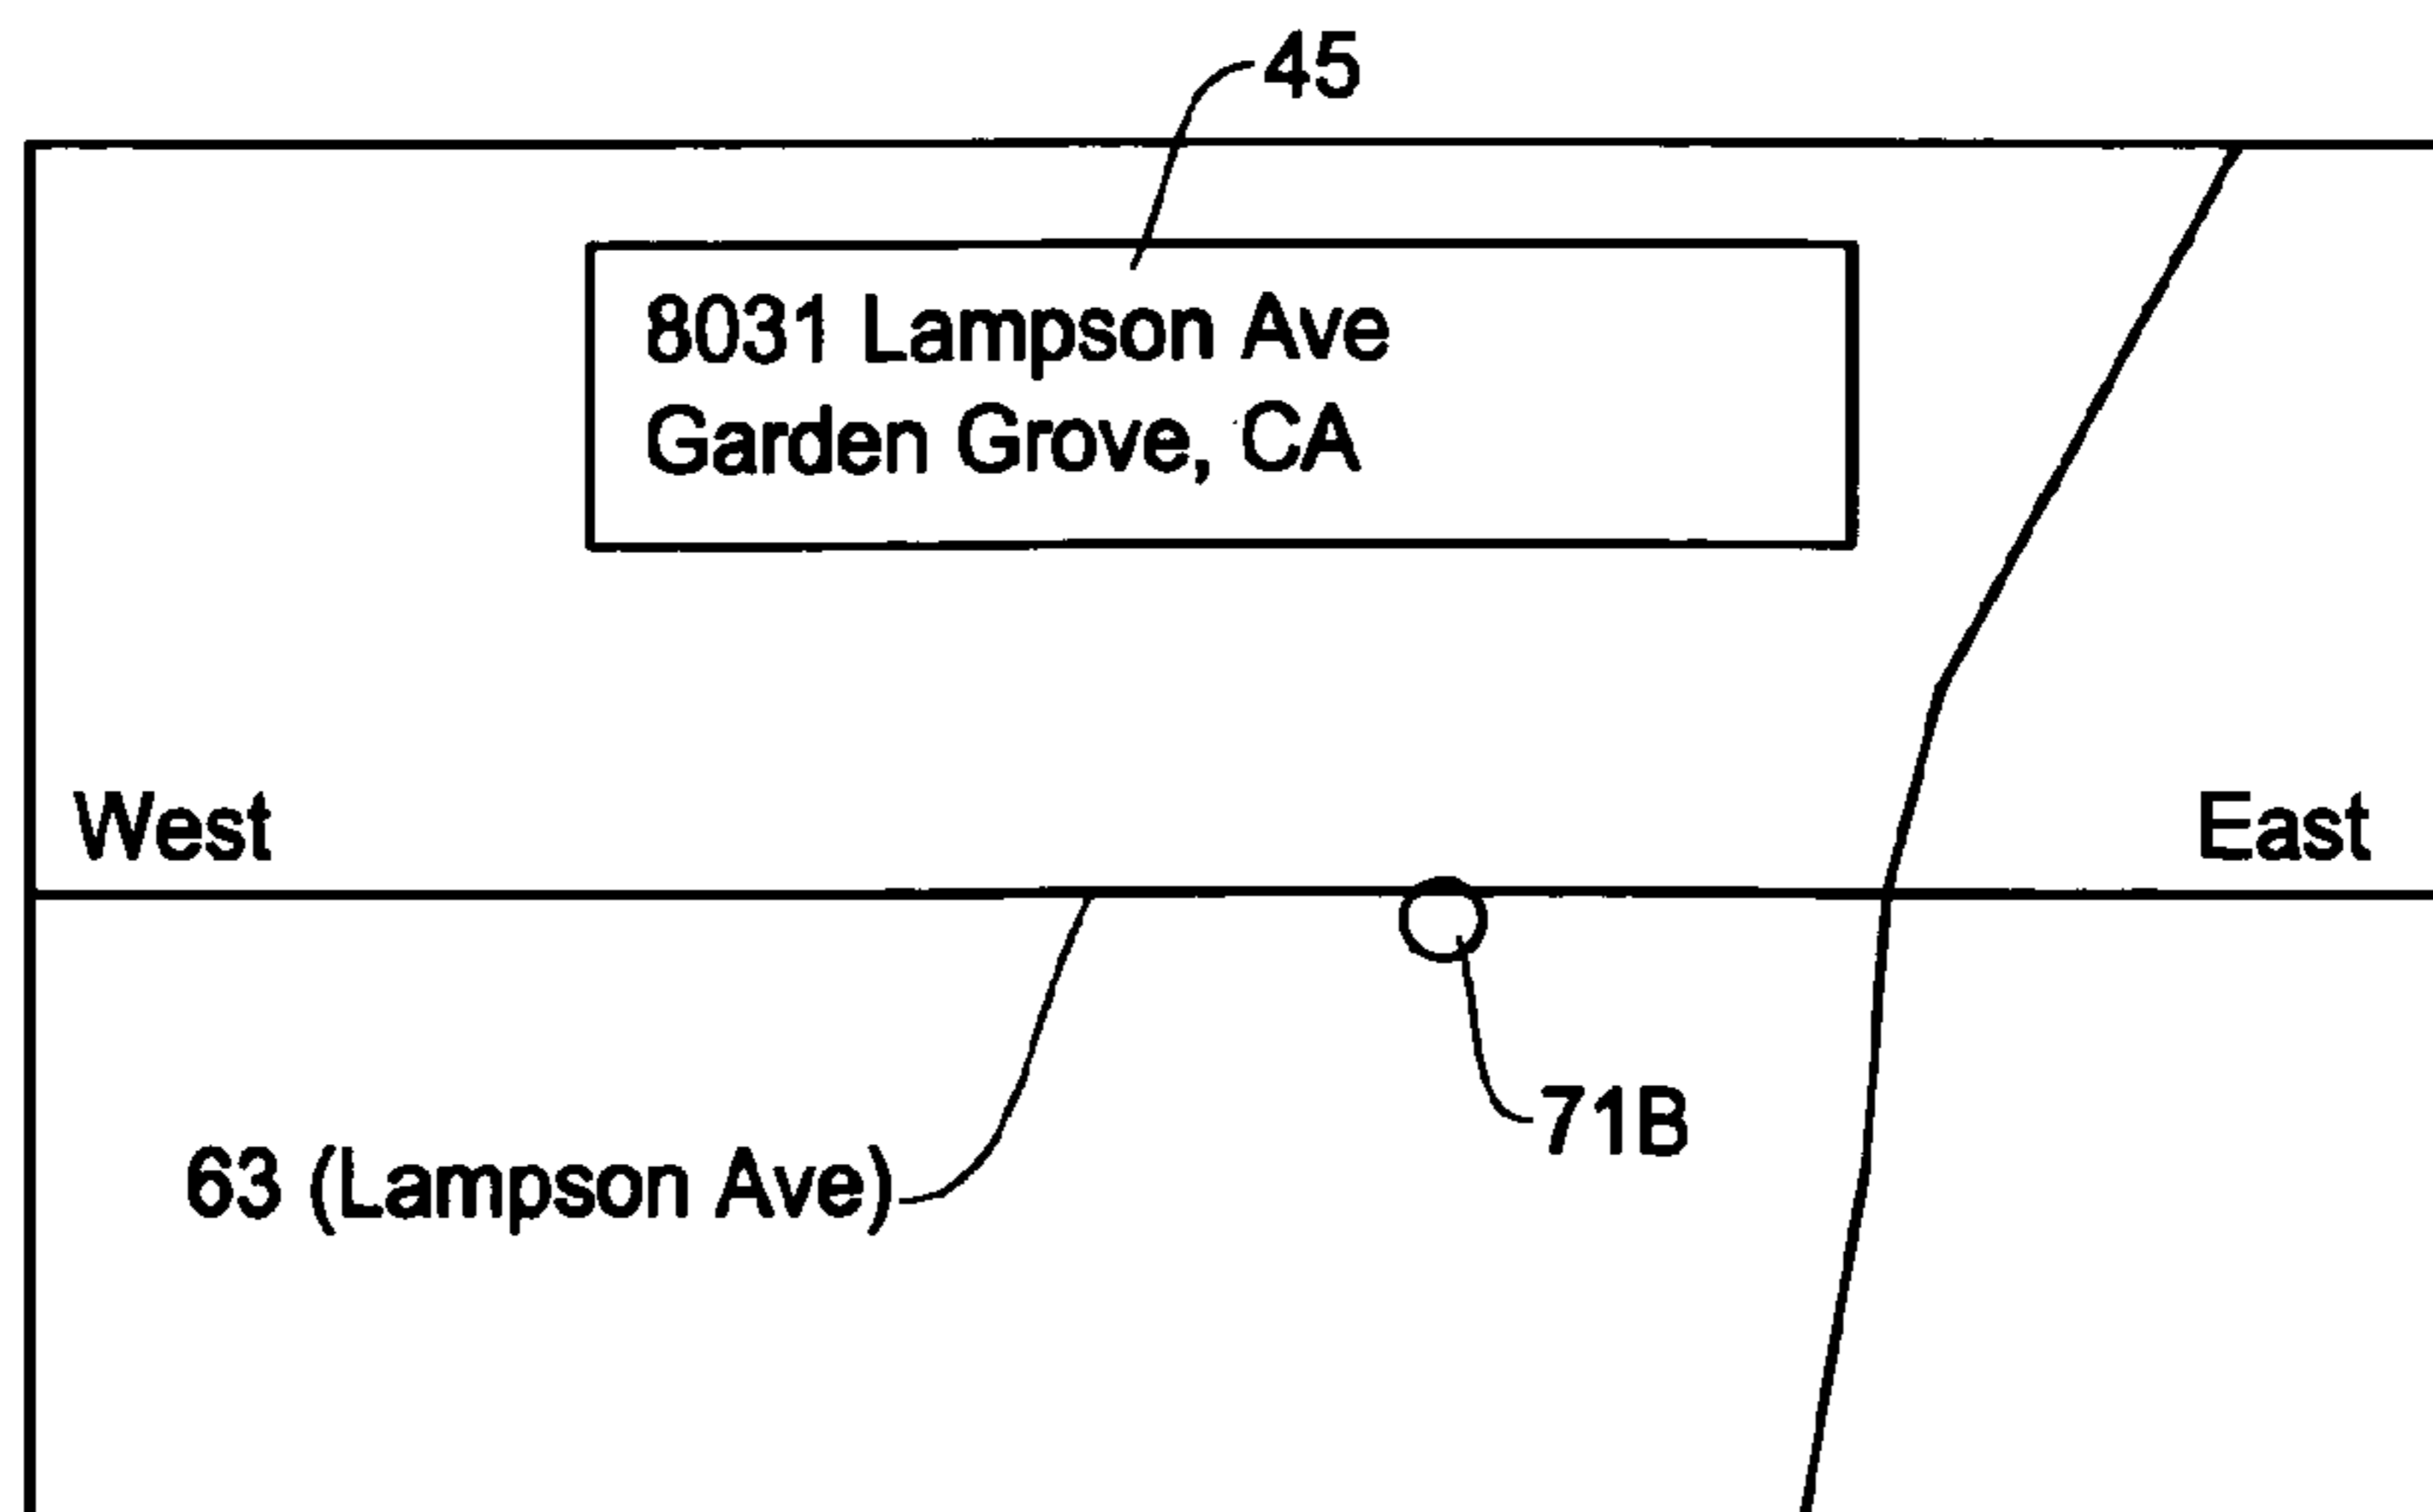 45
8031 Lampson Ave
Garden Grove, CA
West
East
71B
63 (Lampson Ave)